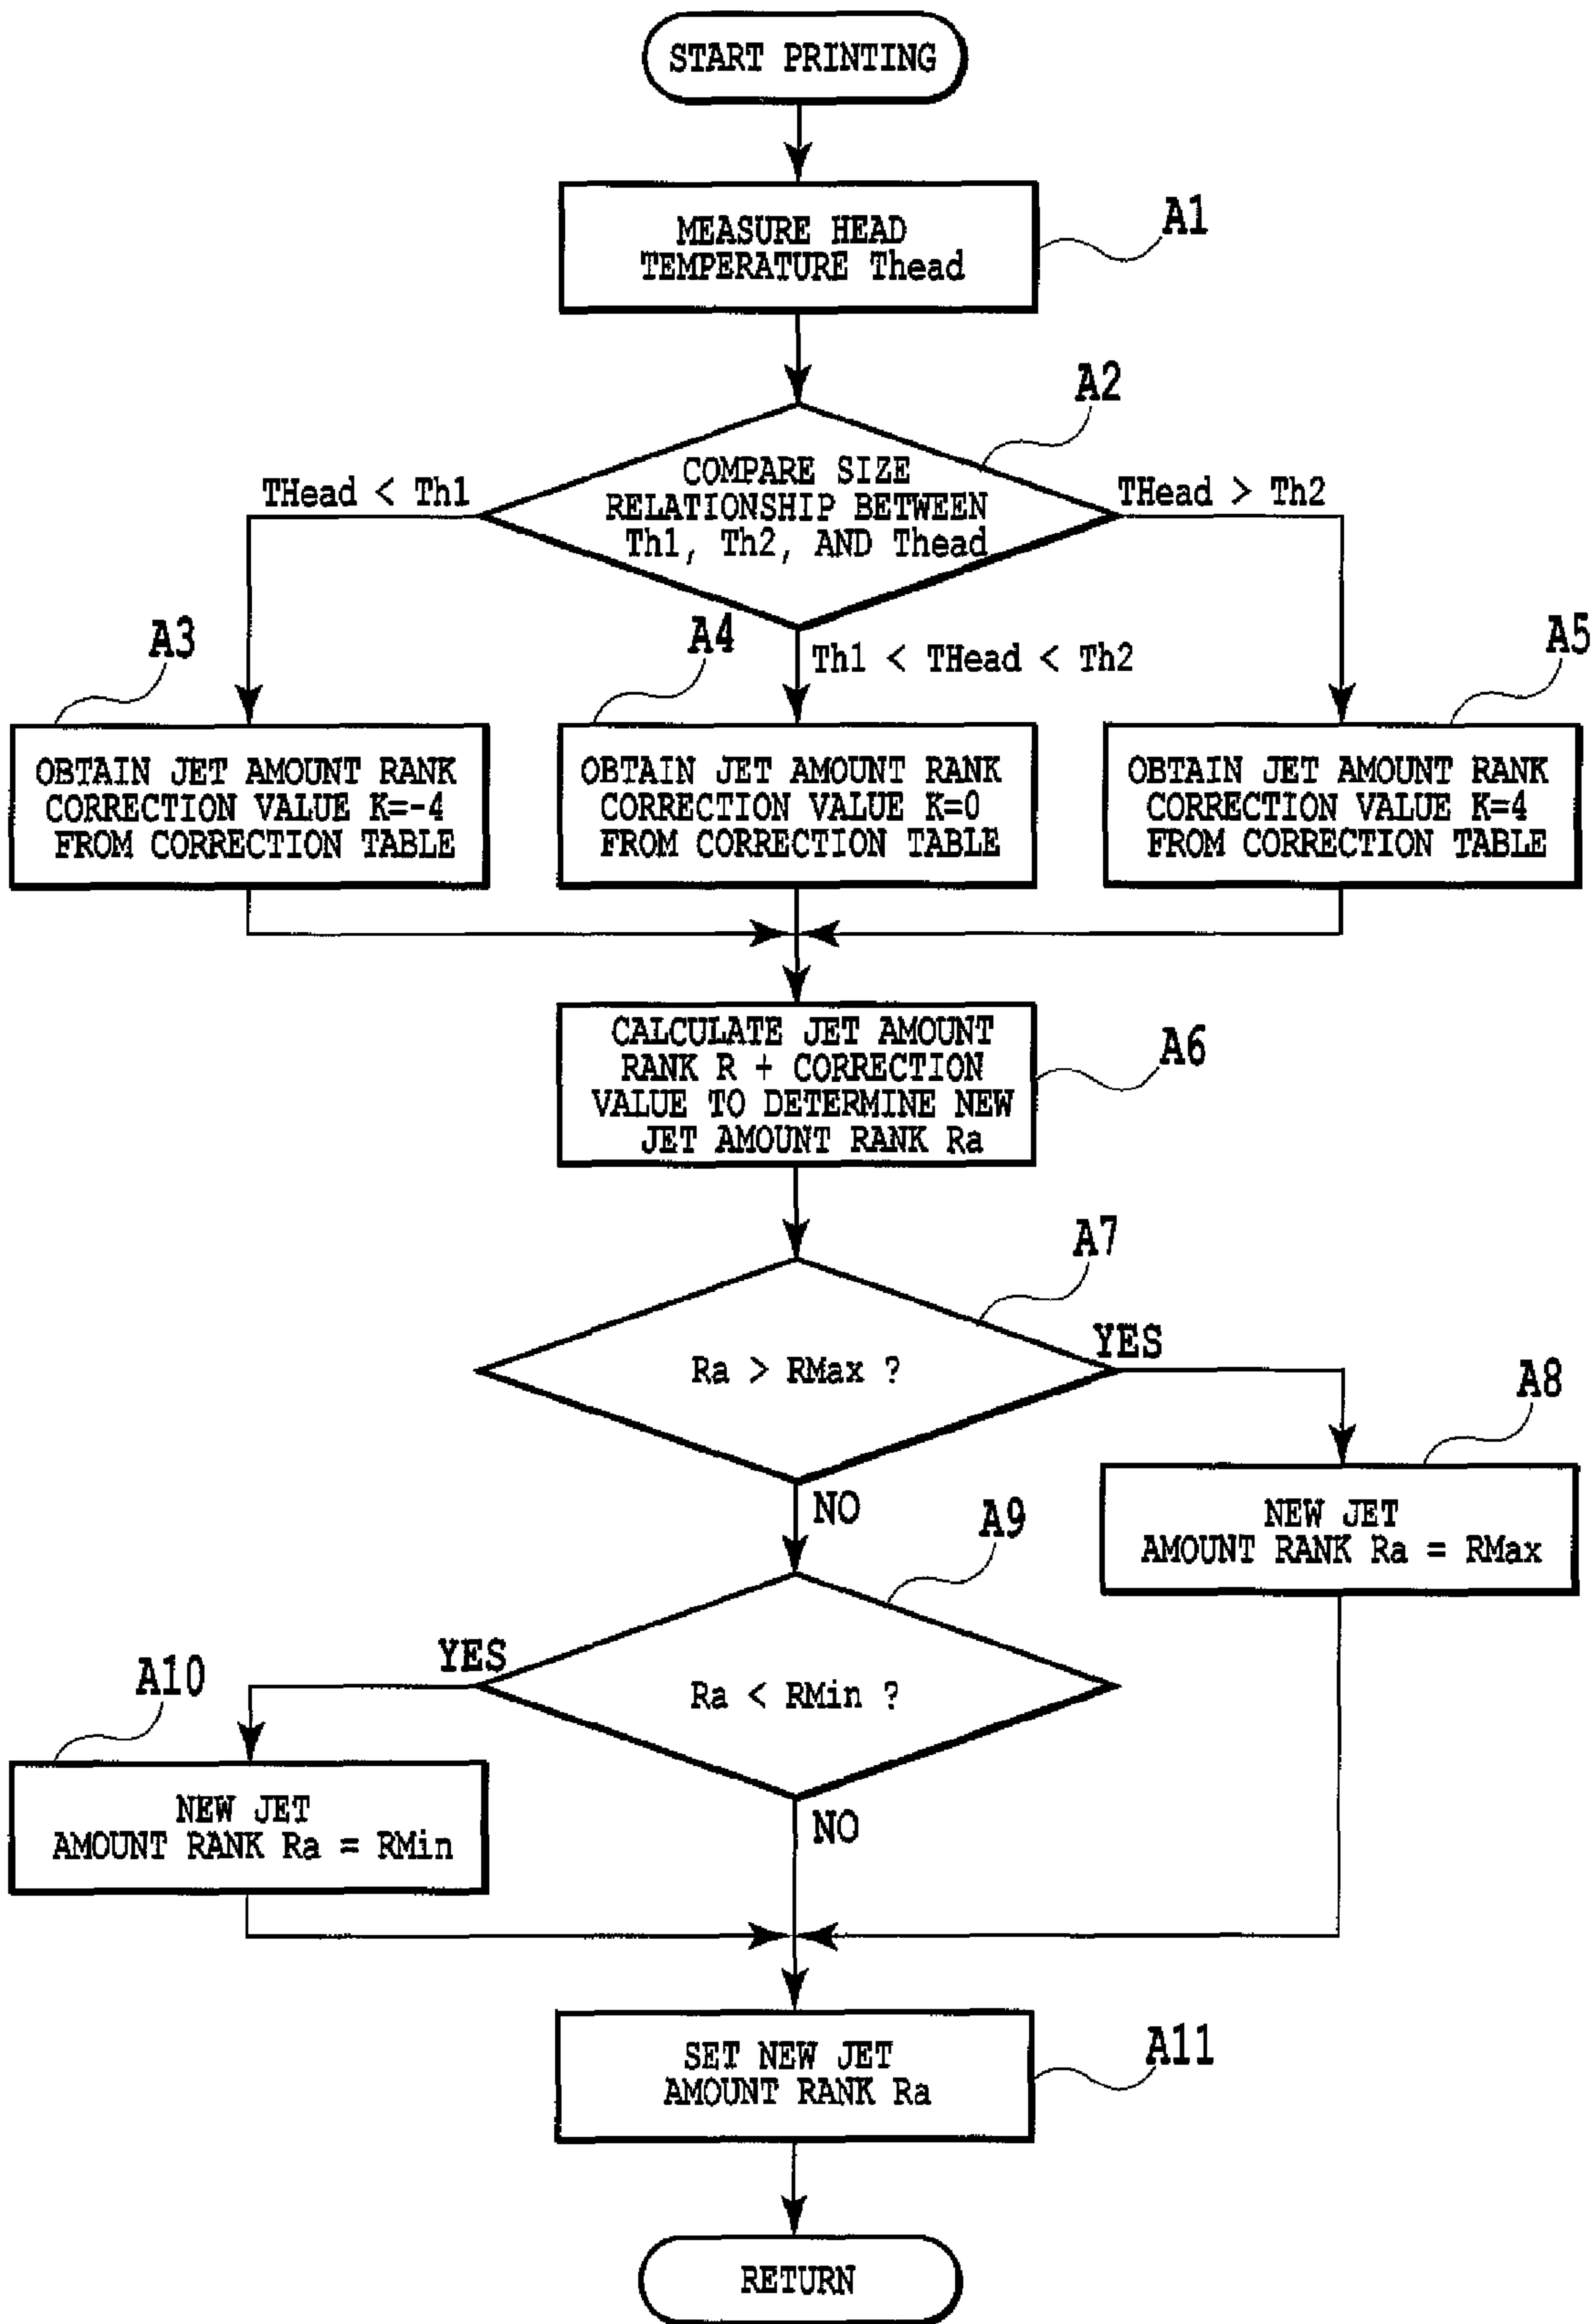 START PRINTING
MEASURE HEAD
TEMPERATURE Thead
A1
A2
COMPARE SIZE
RELATIONSHIP BETWEEN
Th1, Th2, AND Thead
THead < Th1
THead > Th2
Th1 < THead < Th2
A3
A4
A5
OBTAIN JET AMOUNT RANK
CORRECTION VALUE K=-4
FROM CORRECTION TABLE
OBTAIN JET AMOUNT RANK
CORRECTION VALUE K=0
FROM CORRECTION TABLE
OBTAIN JET AMOUNT RANK
CORRECTION VALUE K=4
FROM CORRECTION TABLE
CALCULATE JET AMOUNT
RANK R + CORRECTION
VALUE TO DETERMINE NEW
JET AMOUNT RANK Ra
A6
A7
Ra > RMax ?
YES
NO
A8
NEW JET
AMOUNT RANK Ra = RMax
A9
Ra < RMin ?
YES
NO
A10
NEW JET
AMOUNT RANK Ra = RMin
SET NEW JET
AMOUNT RANK Ra
A11
RETURN